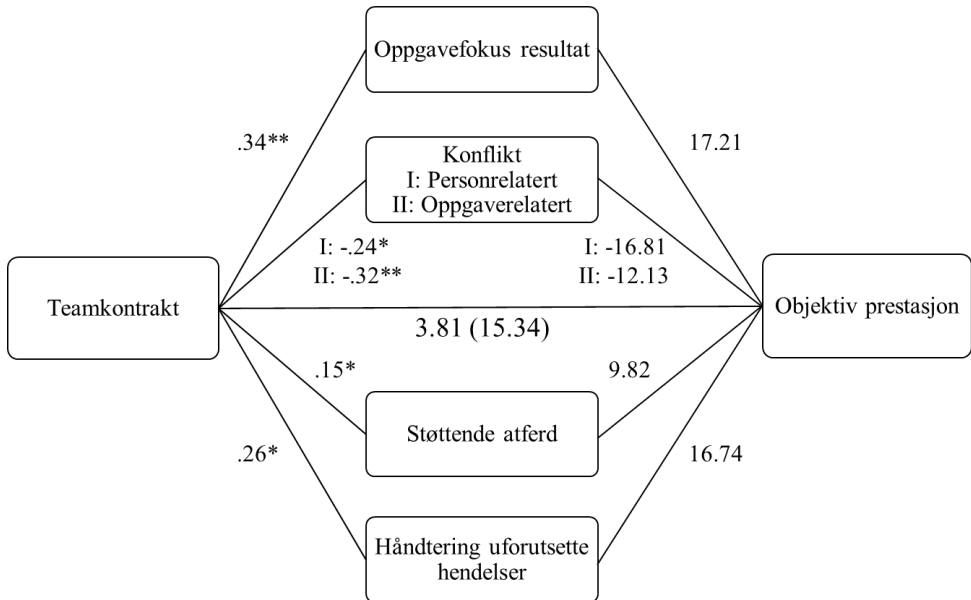 Oppgavefokus resultat
.34**
17.21
Konflikt
I: Personrelatert
II: Oppgaverelatert
I: -.24*
II: -.32**
I: -16.81
II: -12.13
Teamkontrakt
Objektiv prestasjon
3.81 (15.34)
.15*
9.82
Støttende atferd
.26*
16.74
Håndtering uforutsette
hendelser